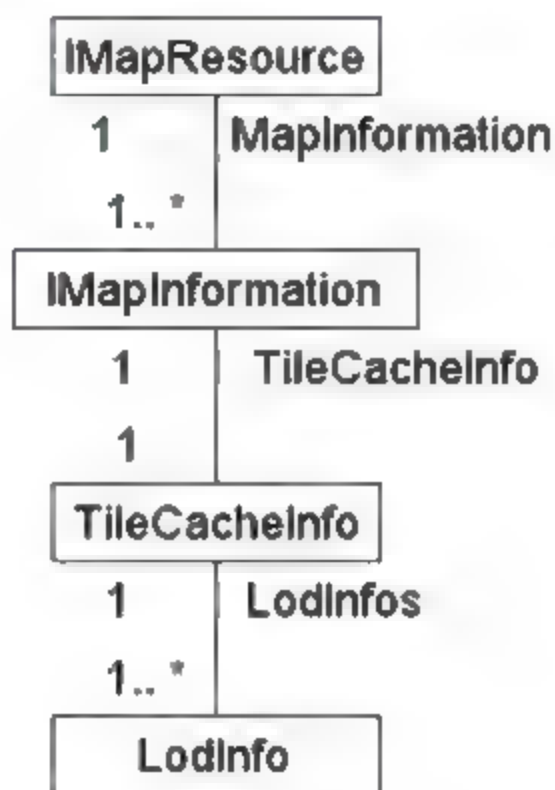 IMapResource
1 MapInformation
1.. *
IMapInformation
1 TileCacheInfo
1
TileCacheInfo
1 LodInfos
1.. *
LodInfo